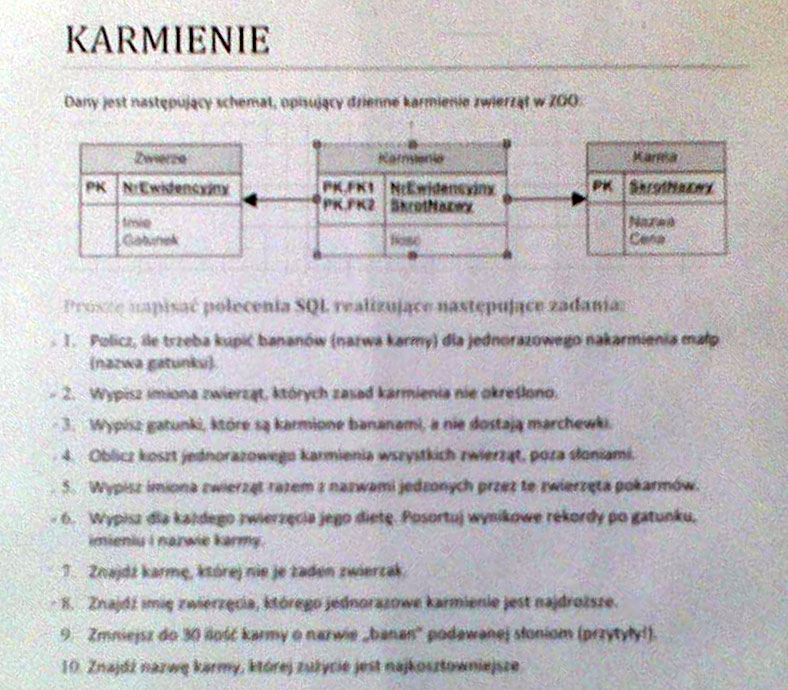 KARMIENIE
Dany jest następujący schemat, opisujący dzienne karmienie zwierząt w ZOO:
Zwierze
PK NrEwidencyjny
Imie
Gatunek
Karmienie
PK,FK1 NrEwidencyjny
PK,FK2 SkrotNazwy
Ilosc
Karma
PK SkrotNazwy
Nazwa
Cena
Proszę napisać polecenia SQL realizujące następujące zadania:
1. Policz, ile trzeba kupić bananów (nazwa karmy) dla jednorazowego nakarmienia małp
(nazwa gatunku).
2. Wypisz imiona zwierząt, których zasad karmienia nie określono.
3. Wypisz gatunki, które są karmione bananami, a nie dostają marchewki.
4. Oblicz koszt jednorazowego karmienia wszystkich zwierząt, poza słoniami.
5. Wypisz imiona zwierząt razem z nazwami jedzonych przez te zwierzęta pokarmów.
6. Wypisz dla każdego zwierzęcia jego dietę. Posortuj wynikowe rekordy po gatunku,
imieniu i nazwie karmy.
7. Znajdź karmę, której nie je żaden zwierzak.
8. Znajdź imię zwierzęcia, którego jednorazowe karmienie jest najdroższe.
9. Zmniejsz do 30 ilość karmy o nazwie „banan” podawanej słoniom (przytyły!).
10. Znajdź nazwę karmy, której zużycie jest najkosztowniejsze.